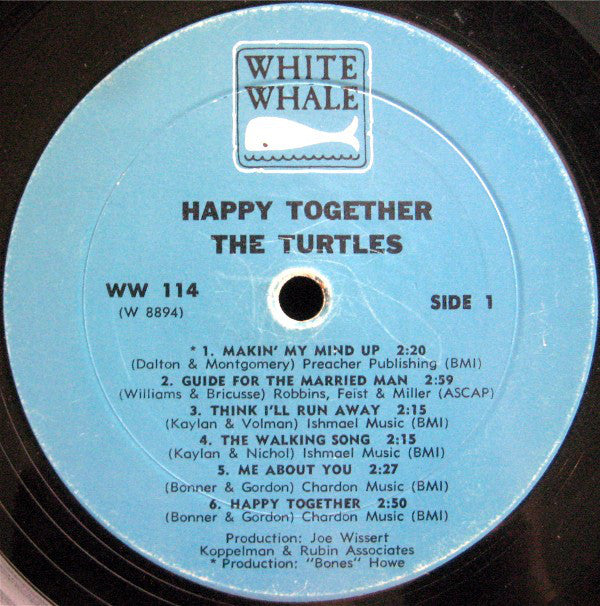 WHITE
WHALE
HAPPY TOGETHER
THE TURTLES
WW 114
(W 8894)
SIDE 1
* 1. MAKIN' MY MIND UP 2:20
(Dalton & Montgomery) Preacher Publishing (BMI)
2. GUIDE FOR THE MARRIED MAN 2:59
(Williams & Bricusse) Robbins, Feist & Miller (ASCAP)
3. THINK I'LL RUN AWAY 2:15
(Kaylan & Volman) Ishmael Music (BMI)
4. THE WALKING SONG 2:15
(Kaylan & Nichol) Ishmael Music (BMI)
5. ME ABOUT YOU 2:27
(Bonner & Gordon) Chardon Music (BMI)
6. HAPPY TOGETHER 2:50
(Bonner & Gordon) Chardon Music (BMI)
Production: Joe Wissert
Koppelman & Rubin Associates
* Production: "Bones" Howe